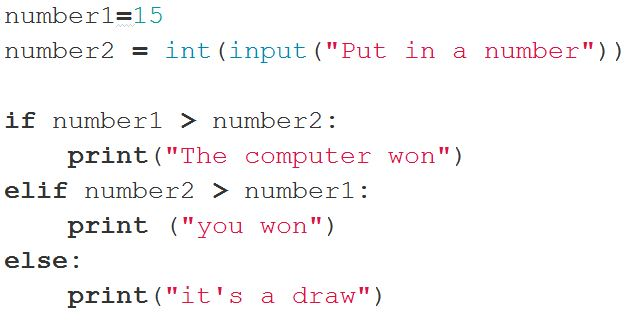 number1=15
number2 = int(input("Put in a number"))
if number1 > number2:
    print("The computer won")
elif number2 > number1:
    print ("you won")
else:
    print("it's a draw")